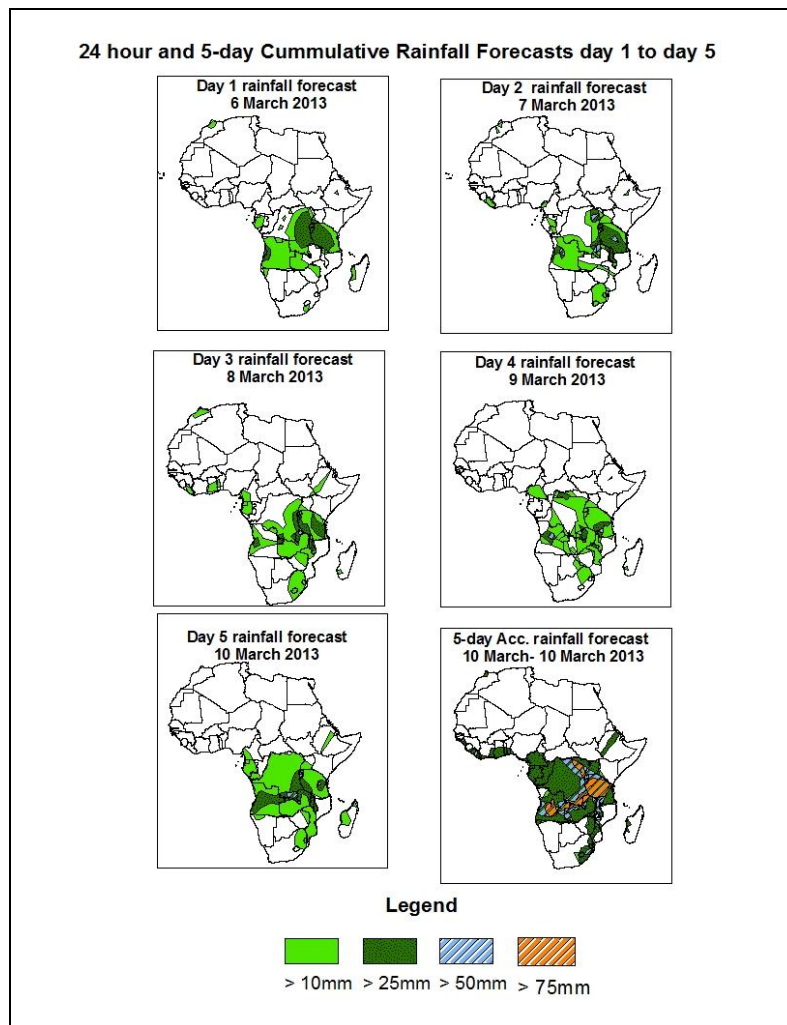 24 hour and 5-day Cummulative Rainfall Forecasts day 1 to day 5
Day 1 rainfall forecast
6 March 2013
Day 2 rainfall forecast
7 March 2013
Day 3 rainfall forecast
8 March 2013
Day 4 rainfall forecast
9 March 2013
Day 5 rainfall forecast
10 March 2013
5-day Acc. rainfall forecast
10 March- 10 March 2013
Legend
> 10mm
> 25mm
> 50mm
> 75mm